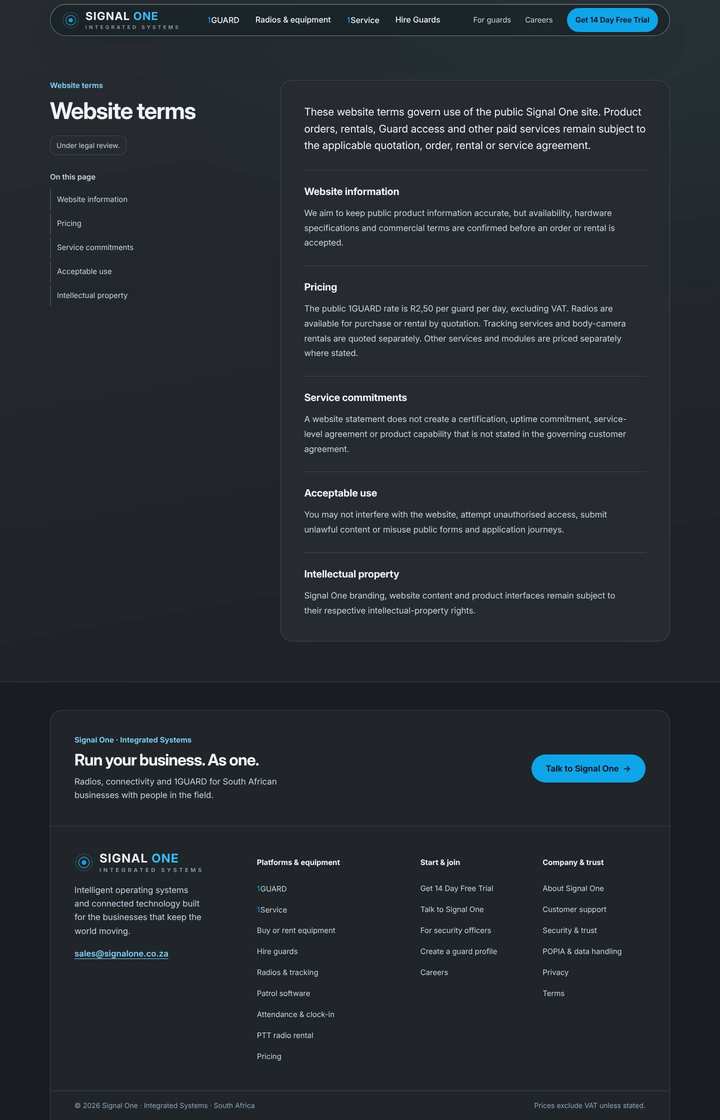 SIGNAL ONE
INTEGRATED SYSTEMS
1GUARD
Radios & equipment
1Service
Hire Guards
For guards
Careers
Get 14 Day Free Trial
Website terms
Website terms
Under legal review.
On this page
Website information
Pricing
Service commitments
Acceptable use
Intellectual property
These website terms govern use of the public Signal One site. Product
orders, rentals, Guard access and other paid services remain subject to
the applicable quotation, order, rental or service agreement.
Website information
We aim to keep public product information accurate, but availability, hardware
specifications and commercial terms are confirmed before an order or rental is
accepted.
Pricing
The public 1GUARD rate is R2,50 per guard per day, excluding VAT. Radios are
available for purchase or rental by quotation. Tracking services and body-camera
rentals are quoted separately. Other services and modules are priced separately
where stated.
Service commitments
A website statement does not create a certification, uptime commitment, service-
level agreement or product capability that is not stated in the governing customer
agreement.
Acceptable use
You may not interfere with the website, attempt unauthorised access, submit
unlawful content or misuse public forms and application journeys.
Intellectual property
Signal One branding, website content and product interfaces remain subject to
their respective intellectual-property rights.
Signal One · Integrated Systems
Run your business. As one.
Radios, connectivity and 1GUARD for South African
businesses with people in the field.
Talk to Signal One →
SIGNAL ONE
INTEGRATED SYSTEMS
Intelligent operating systems
and connected technology built
for the businesses that keep the
world moving.
sales@signalone.co.za
Platforms & equipment
1GUARD
1Service
Buy or rent equipment
Hire guards
Radios & tracking
Patrol software
Attendance & clock-in
PTT radio rental
Pricing
Start & join
Get 14 Day Free Trial
Talk to Signal One
For security officers
Create a guard profile
Careers
Company & trust
About Signal One
Customer support
Security & trust
POPIA & data handling
Privacy
Terms
© 2026 Signal One · Integrated Systems · South Africa
Prices exclude VAT unless stated.